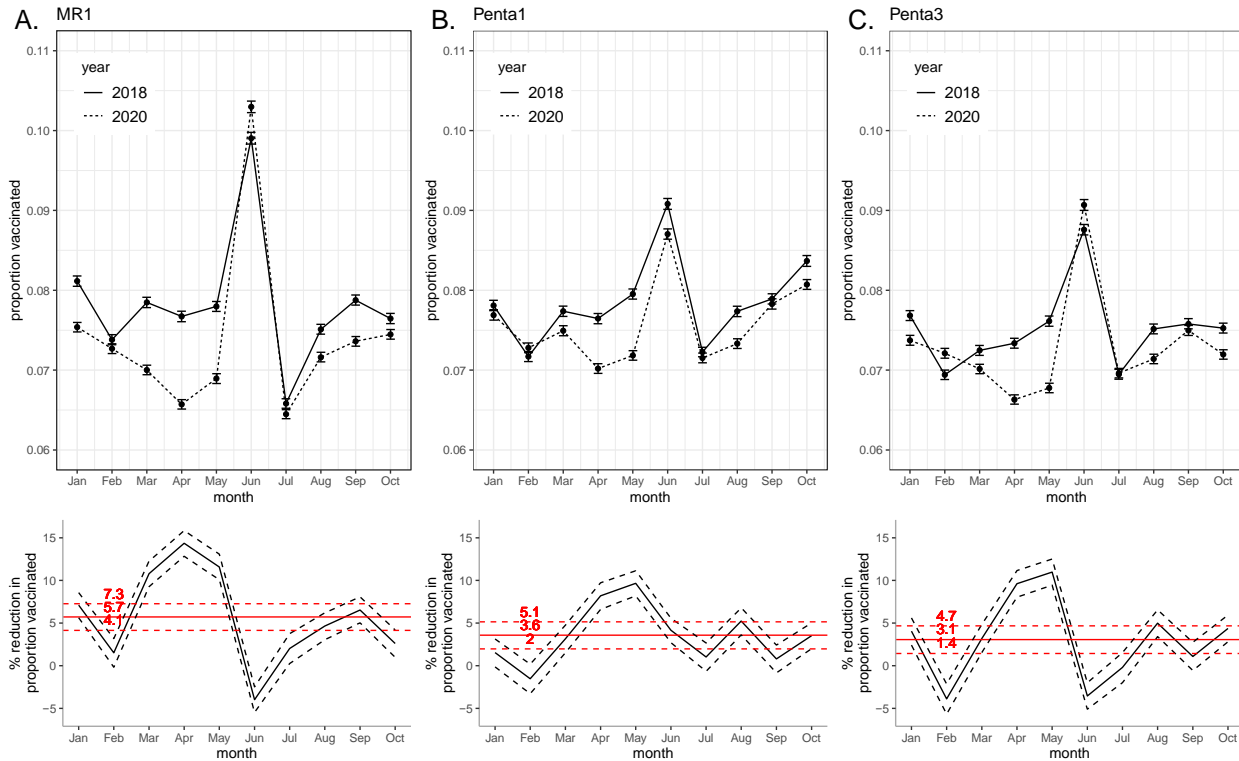 A. MR1
0.11
0.10
0.09
0.08
0.07
0.06
proportion vaccinated
year
2018
2020
Jan Feb Mar Apr May Jun Jul Aug Sep Oct
month
B. Penta1
0.11
0.10
0.09
0.08
0.07
0.06
proportion vaccinated
year
2018
2020
Jan Feb Mar Apr May Jun Jul Aug Sep Oct
month
C. Penta3
0.11
0.10
0.09
0.08
0.07
0.06
proportion vaccinated
year
2018
2020
Jan Feb Mar Apr May Jun Jul Aug Sep Oct
month
% reduction in
proportion vaccinated
15
10
5
0
−5
7.3
5.7
4.1
Jan Feb Mar Apr May Jun Jul Aug Sep Oct
month
% reduction in
proportion vaccinated
15
10
5
0
−5
5.1
3.6
2
Jan Feb Mar Apr May Jun Jul Aug Sep Oct
month
% reduction in
proportion vaccinated
15
10
5
0
−5
4.7
3.1
1.4
Jan Feb Mar Apr May Jun Jul Aug Sep Oct
month